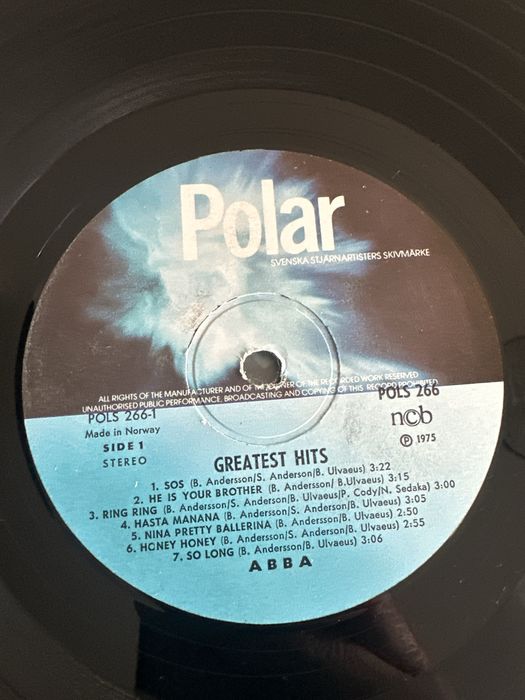 Polar
SVENSKA STJÄRNARTISTERS SKIVMÄRKE
ALL RIGHTS OF THE MANUFACTURER AND OF THE OWNER OF THE RECORDED WORK RESERVED
UNAUTHORISED PUBLIC PERFORMANCE, BROADCASTING AND COPYING OF THIS RECORD PROHIBITED
POLS 266-1
POLS 266
Made in Norway
ncb
SIDE 1
℗ 1975
STEREO
GREATEST HITS
1. SOS (B. Andersson/S. Anderson/B. Ulvaeus) 3:22
2. HE IS YOUR BROTHER (B. Andersson/ B.Ulvaeus) 3:15
3. RING RING (B. Andersson/S. Anderson/B. Ulvaeus/P. Cody/N. Sedaka) 3:00
4. HASTA MANANA (B. Andersson/S. Anderson/B. Ulvaeus) 3:05
5. NINA PRETTY BALLERINA (B. Andersson/B. Ulvaeus) 2:50
6. HONEY HONEY (B. Andersson/S. Anderson/B. Ulvaeus) 2:55
7. SO LONG (B. Andersson/B. Ulvaeus) 3:06
ABBA